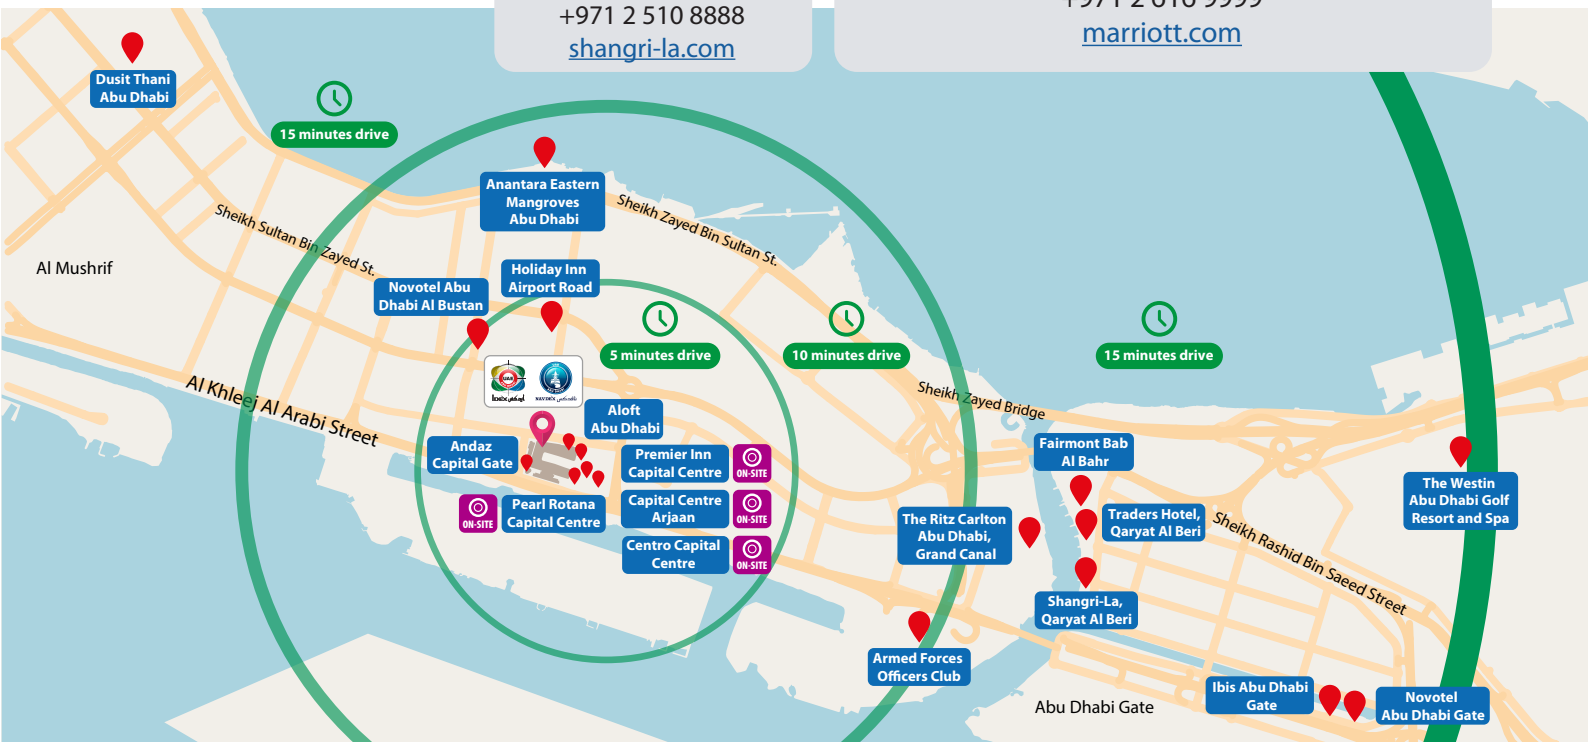 +971 2 510 8888
shangri-la.com
marriott.com
Dusit Thani
Abu Dhabi
15 minutes drive
Anantara Eastern
Mangroves
Abu Dhabi
Sheikh Zayed Bin Sultan St.
Sheikh Sultan Bin Zayed St.
Al Mushrif
Holiday Inn
Airport Road
Novotel Abu
Dhabi Al Bustan
5 minutes drive
10 minutes drive
15 minutes drive
Al Khleej Al Arabi Street
Sheikh Zayed Bridge
Aloft
Abu Dhabi
Andaz
Capital Gate
Premier Inn
Capital Centre
ON-SITE
Pearl Rotana
Capital Centre
ON-SITE
Capital Centre
Arjaan
ON-SITE
Centro Capital
Centre
ON-SITE
Fairmont Bab
Al Bahr
The Westin
Abu Dhabi Golf
Resort and Spa
The Ritz Carlton
Abu Dhabi,
Grand Canal
Traders Hotel,
Qaryat Al Beri
Sheikh Rashid Bin Saeed Street
Shangri-La,
Qaryat Al Beri
Armed Forces
Officers Club
Abu Dhabi Gate
Ibis Abu Dhabi
Gate
Novotel
Abu Dhabi Gate